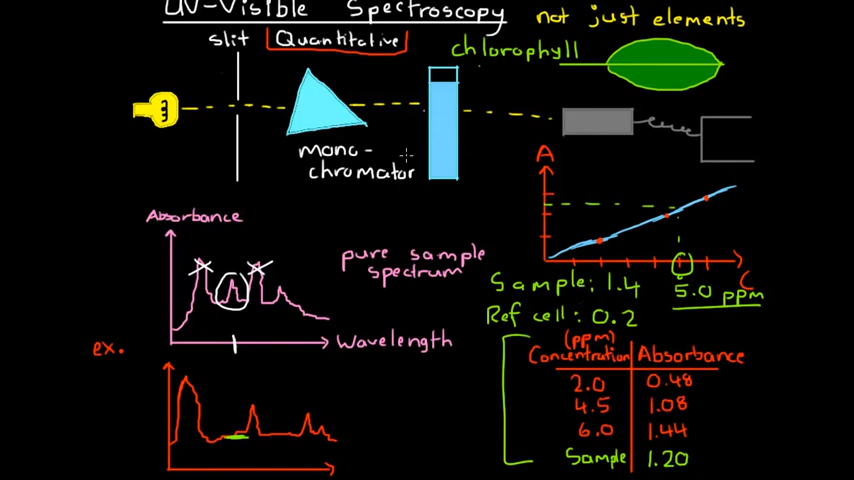 UV-Visible Spectroscopy
not just elements
slit
Quantitative
chlorophyll
mono-
chromator
A
C
Absorbance
pure sample
spectrum
Wavelength
Sample: 1.4
5.0 ppm
Ref cell: 0.2
ex.
(ppm)
Concentration Absorbance
2.0 0.48
4.5 1.08
6.0 1.44
Sample 1.20